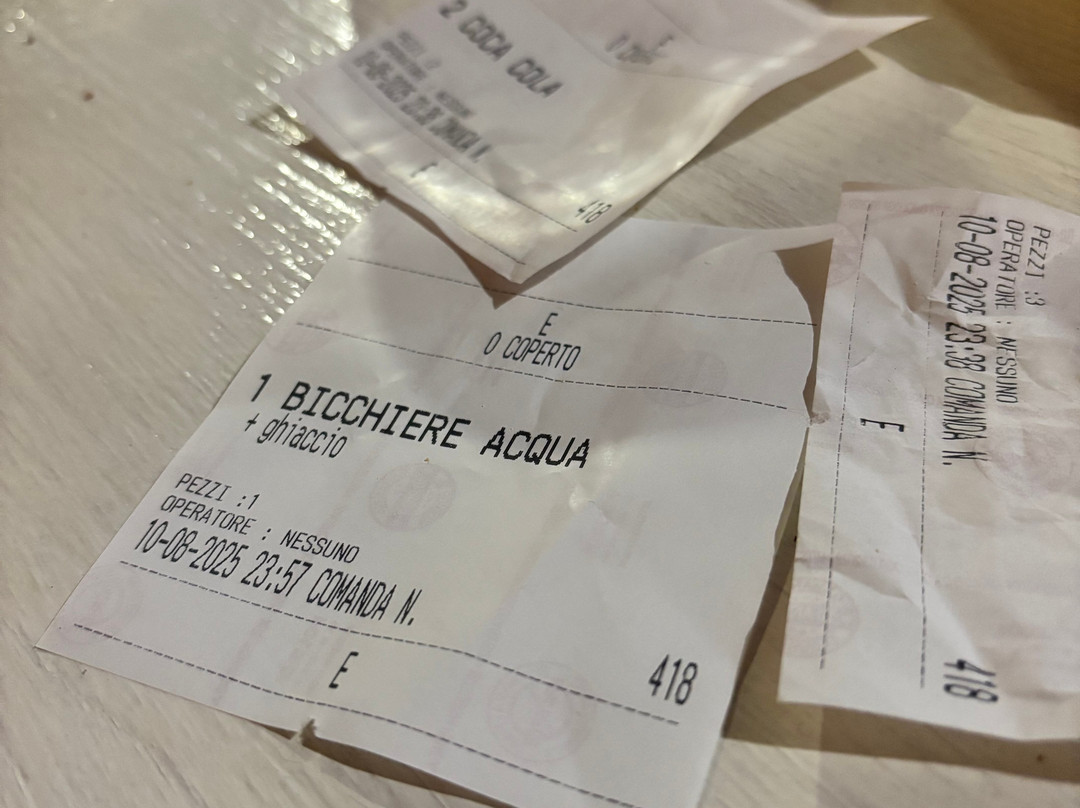 2 COCA COLA
418
E
0 COPERTO
1 BICCHIERE ACQUA
+ ghiaccio
PEZZI :1
OPERATORE : NESSUNO
10-08-2025 23:57 COMANDA N.
E
418
PEZZI :3
OPERATORE : NESSUNO
10-08-2025 23:38 COMANDA N.
E
418